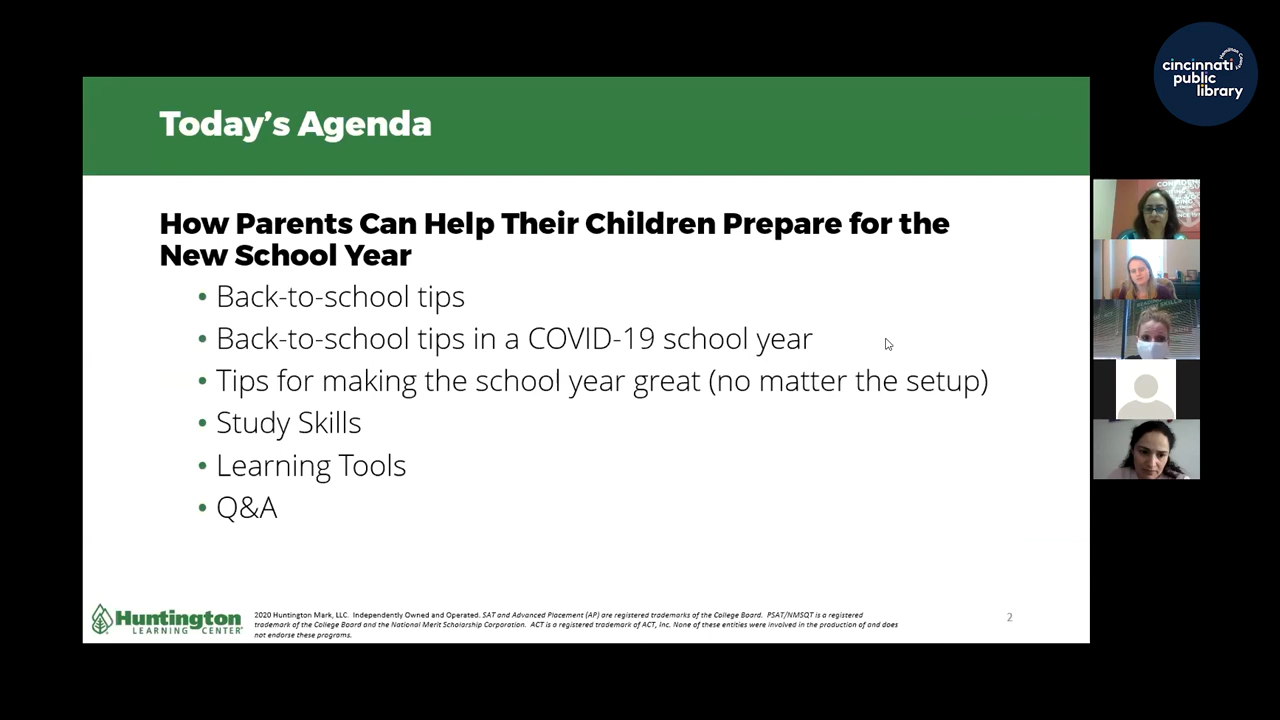 Today's Agenda
How Parents Can Help Their Children Prepare for the
New School Year
• Back-to-school tips
• Back-to-school tips in a COVID-19 school year
• Tips for making the school year great (no matter the setup)
• Study Skills
• Learning Tools
• Q&A
Huntington
LEARNING CENTER
2020 Huntington Mark, LLC. Independently Owned and Operated. SAT and Advanced Placement (AP) are registered trademarks of the College Board. PSAT/NMSQT is a registered
trademark of the College Board and the National Merit Scholarship Corporation. ACT is a registered trademark of ACT, Inc. None of these entities were involved in the production of and does
not endorse these programs.
2
cincinnati
public
library